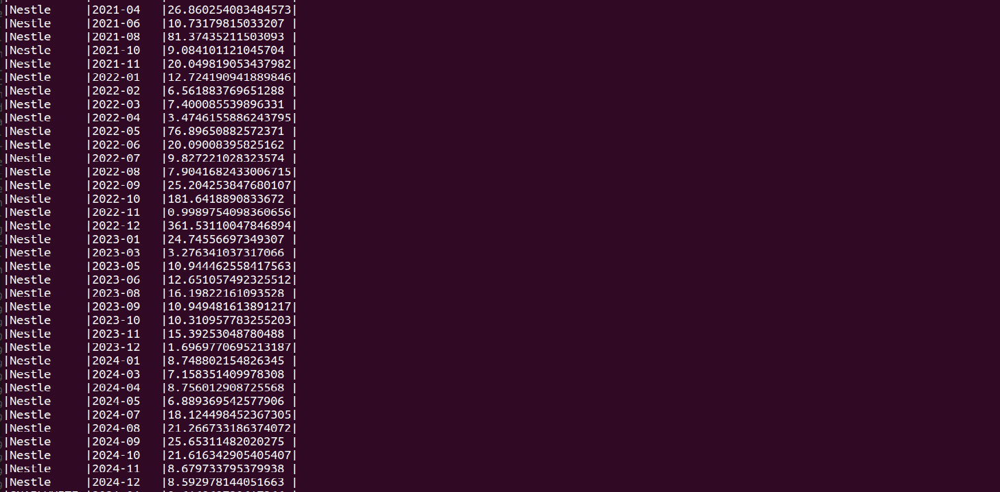 |Nestle     |2021-04   |26.860254083484573|
|Nestle     |2021-06   |10.73179815033207 |
|Nestle     |2021-08   |81.37435211503093 |
|Nestle     |2021-10   |9.084101121045704 |
|Nestle     |2021-11   |20.049819053437982|
|Nestle     |2022-01   |12.724190941889846|
|Nestle     |2022-02   |6.561883769651288 |
|Nestle     |2022-03   |7.400085539896331 |
|Nestle     |2022-04   |3.4746155886243795|
|Nestle     |2022-05   |76.89650882572371 |
|Nestle     |2022-06   |20.09008395825162 |
|Nestle     |2022-07   |9.827221028323574 |
|Nestle     |2022-08   |7.9041682433006715|
|Nestle     |2022-09   |25.204253847680107|
|Nestle     |2022-10   |181.6418890833672 |
|Nestle     |2022-11   |0.9989754098360656|
|Nestle     |2022-12   |361.53110047846894|
|Nestle     |2023-01   |24.74556697349307 |
|Nestle     |2023-03   |3.276341037317066 |
|Nestle     |2023-05   |10.944462558417563|
|Nestle     |2023-06   |12.651057492325512|
|Nestle     |2023-08   |16.19822161093528 |
|Nestle     |2023-09   |10.949481613891217|
|Nestle     |2023-10   |10.310957783255203|
|Nestle     |2023-11   |15.39253048780488 |
|Nestle     |2023-12   |1.6969770695213187|
|Nestle     |2024-01   |8.748802154826345 |
|Nestle     |2024-03   |7.158351409978308 |
|Nestle     |2024-04   |8.756012908725568 |
|Nestle     |2024-05   |6.889369542577906 |
|Nestle     |2024-07   |18.124498452367305|
|Nestle     |2024-08   |21.266733186374072|
|Nestle     |2024-09   |25.65311482020275 |
|Nestle     |2024-10   |21.616342905405407|
|Nestle     |2024-11   |8.679733795379938 |
|Nestle     |2024-12   |8.592978144051663 |